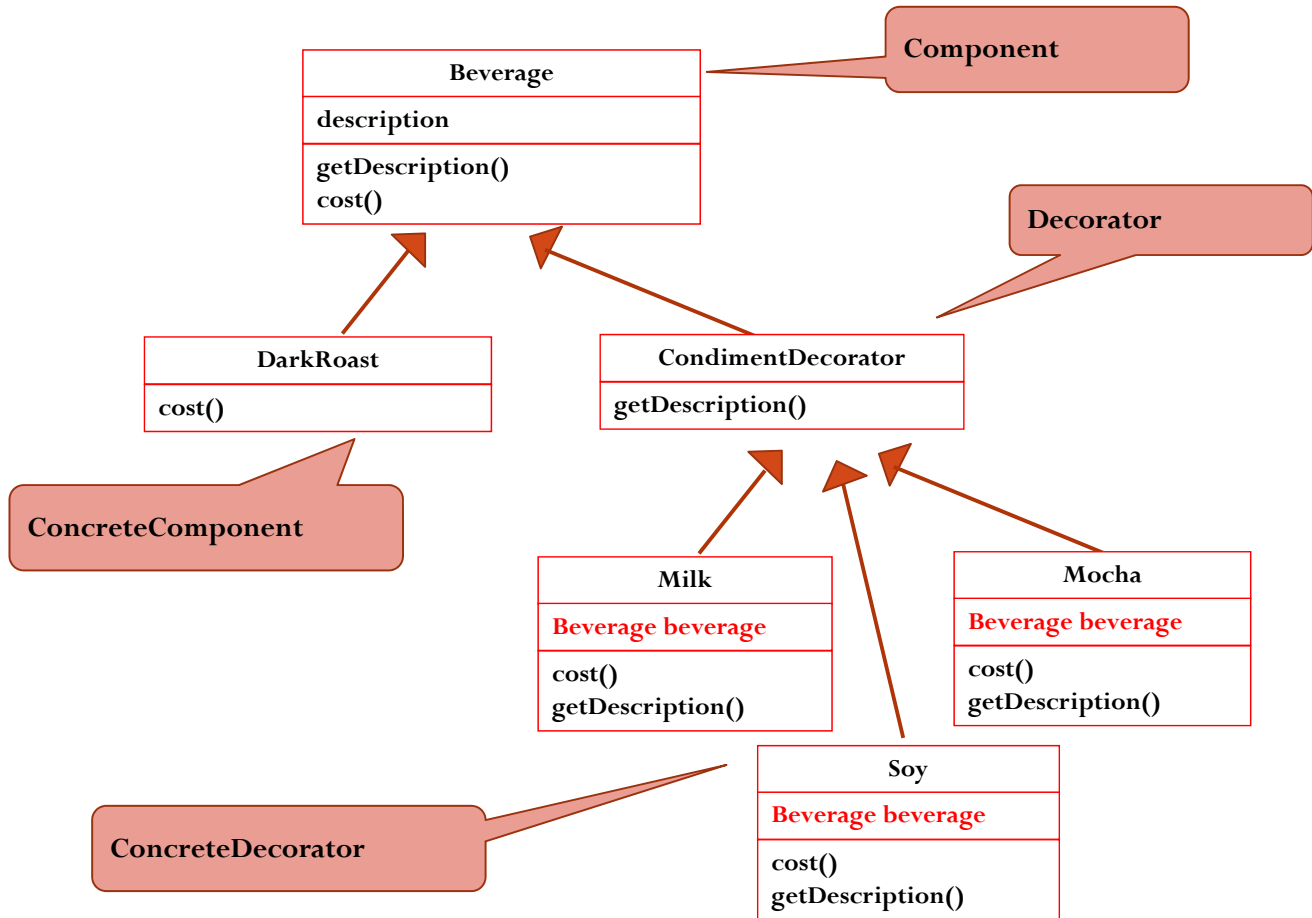 Component
Beverage
description
getDescription()
cost()
Decorator
DarkRoast
cost()
CondimentDecorator
getDescription()
ConcreteComponent
Milk
Beverage beverage
cost()
getDescription()
Mocha
Beverage beverage
cost()
getDescription()
Soy
Beverage beverage
cost()
getDescription()
ConcreteDecorator